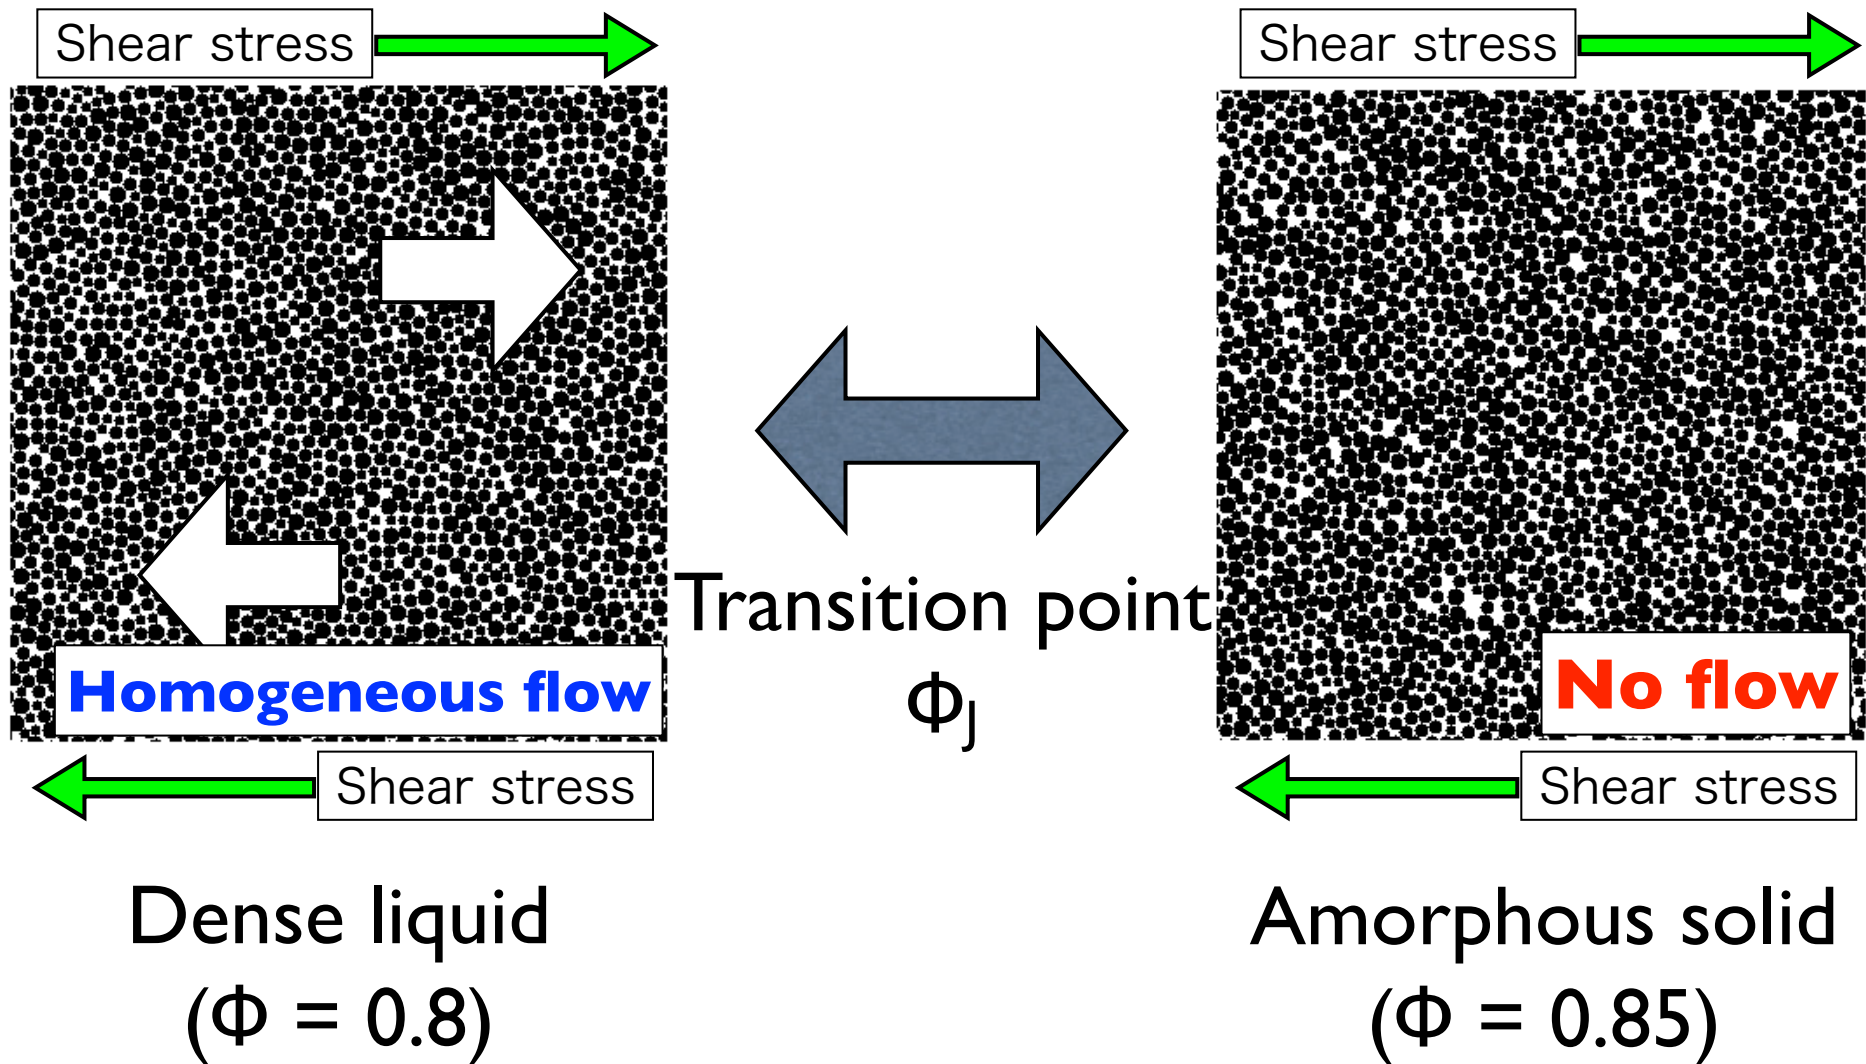 Shear stress
Shear stress
Homogeneous flow
No flow
Transition point
ΦJ
Shear stress
Shear stress
Dense liquid
(Φ = 0.8)
Amorphous solid
(Φ = 0.85)